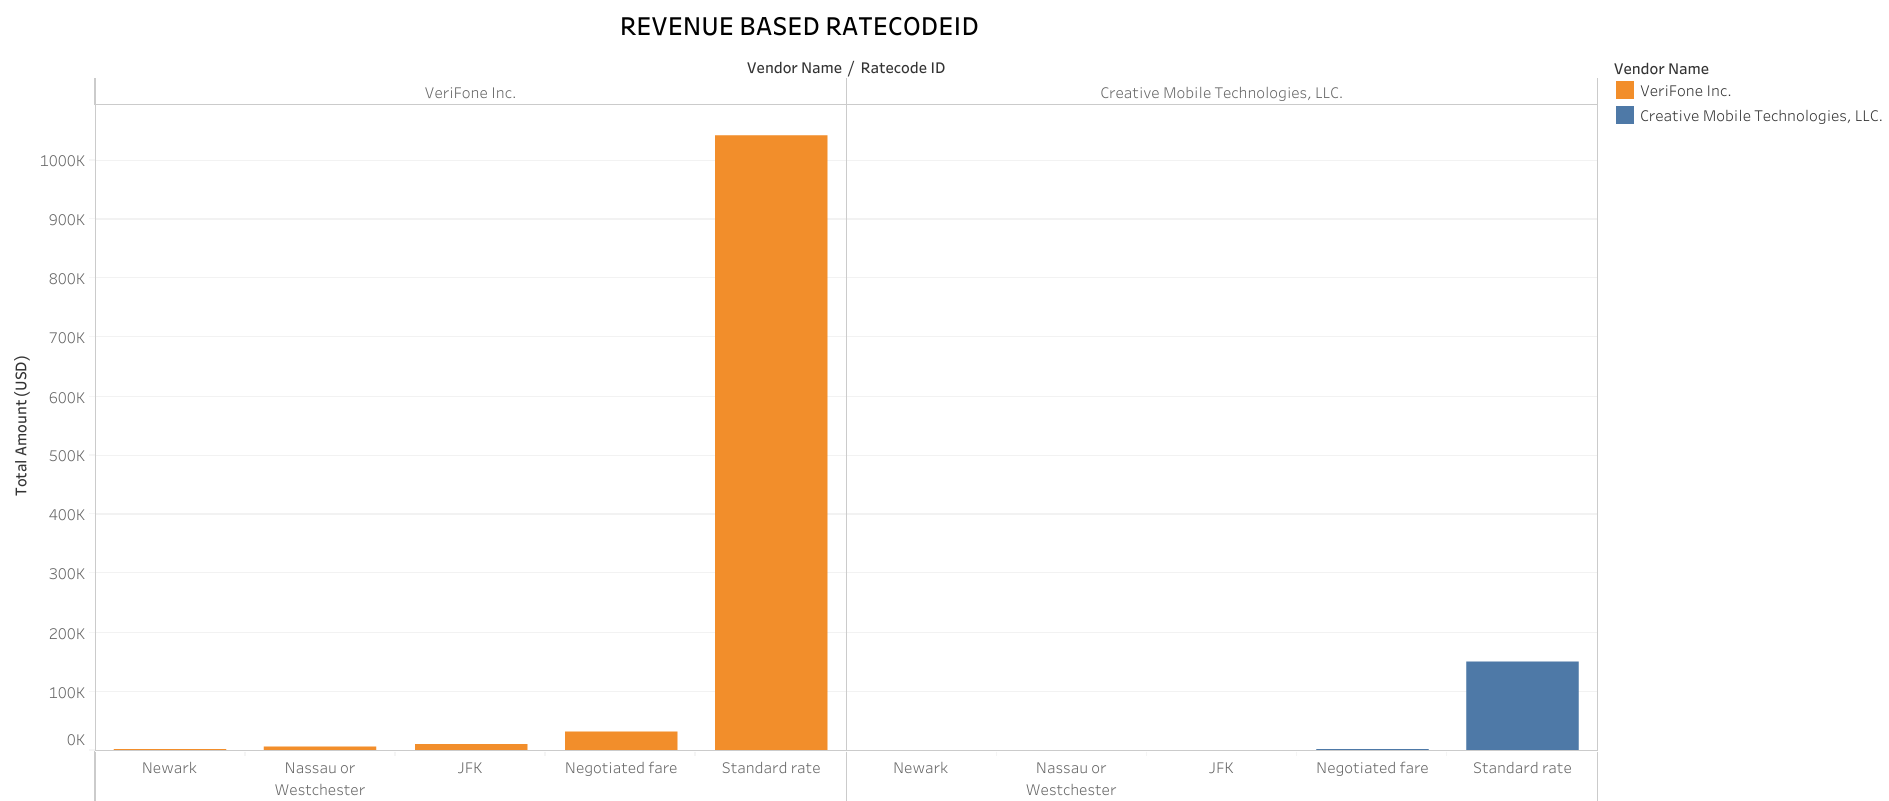 REVENUE BASED RATECODEID
Vendor Name / Ratecode ID
VeriFone Inc.
Creative Mobile Technologies, LLC.
Vendor Name
VeriFone Inc.
Creative Mobile Technologies, LLC.
Total Amount (USD)
1000K
900K
800K
700K
600K
500K
400K
300K
200K
100K
0K
Newark
Nassau or
Westchester
JFK
Negotiated fare
Standard rate
Newark
Nassau or
Westchester
JFK
Negotiated fare
Standard rate